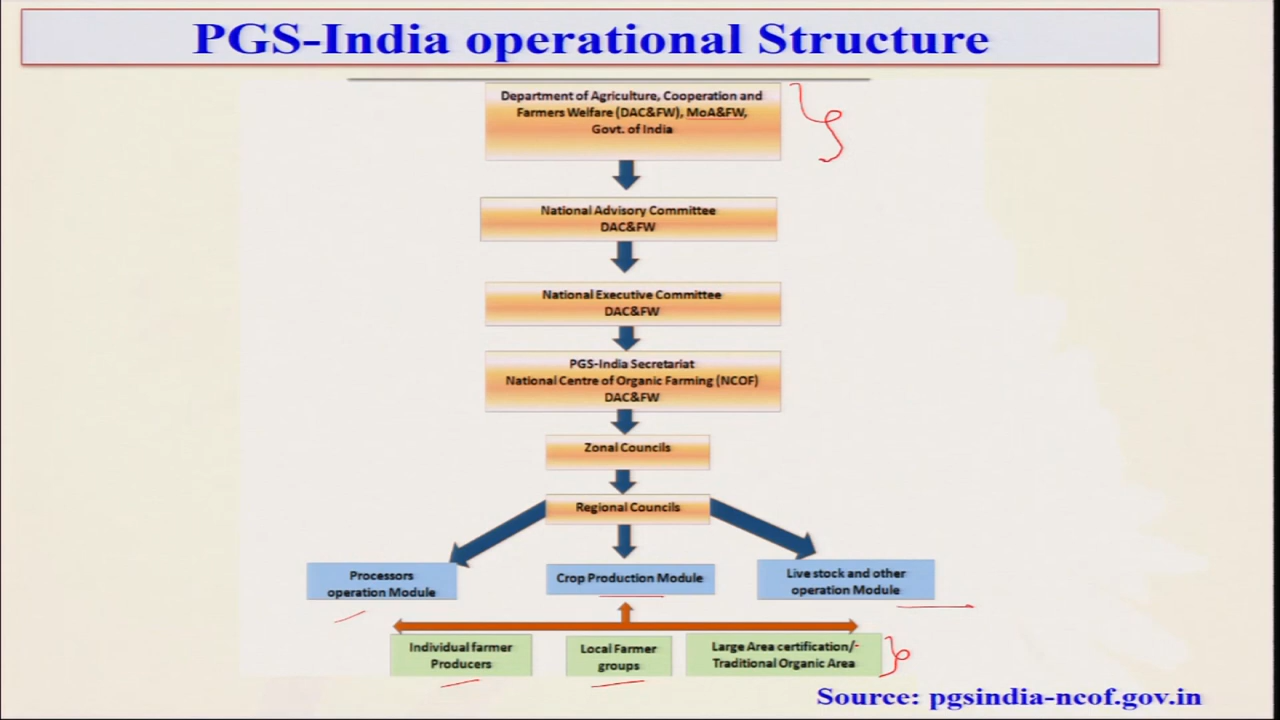 PGS-India operational Structure
Department of Agriculture, Cooperation and
Farmers Welfare (DAC&FW), MoA&FW,
Govt. of India
National Advisory Committee
DAC&FW
National Executive Committee
DAC&FW
PGS-India Secretariat
National Centre of Organic Farming (NCOF)
DAC&FW
Zonal Councils
Regional Councils
Processors
operation Module
Crop Production Module
Live stock and other
operation Module
Individual farmer
Producers
Local Farmer
groups
Large Area certification/
Traditional Organic Area
Source: pgsindia-ncof.gov.in